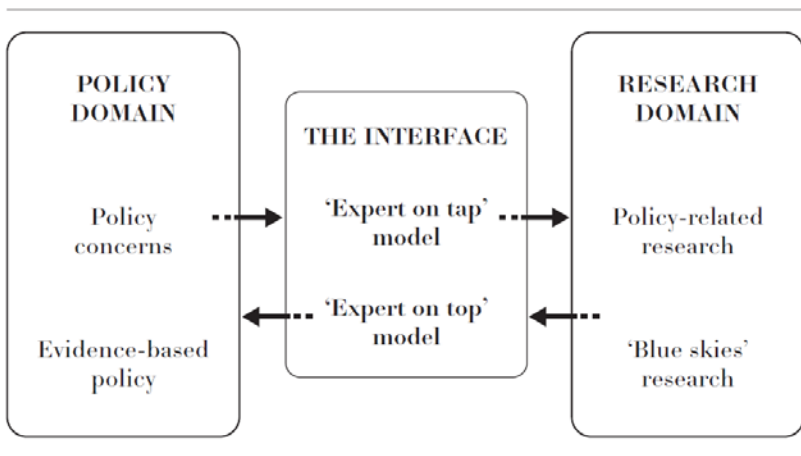 POLICY
DOMAIN
Policy
concerns
Evidence-based
policy
THE INTERFACE
‘Expert on tap’
model
‘Expert on top’
model
RESEARCH
DOMAIN
Policy-related
research
‘Blue skies’
research